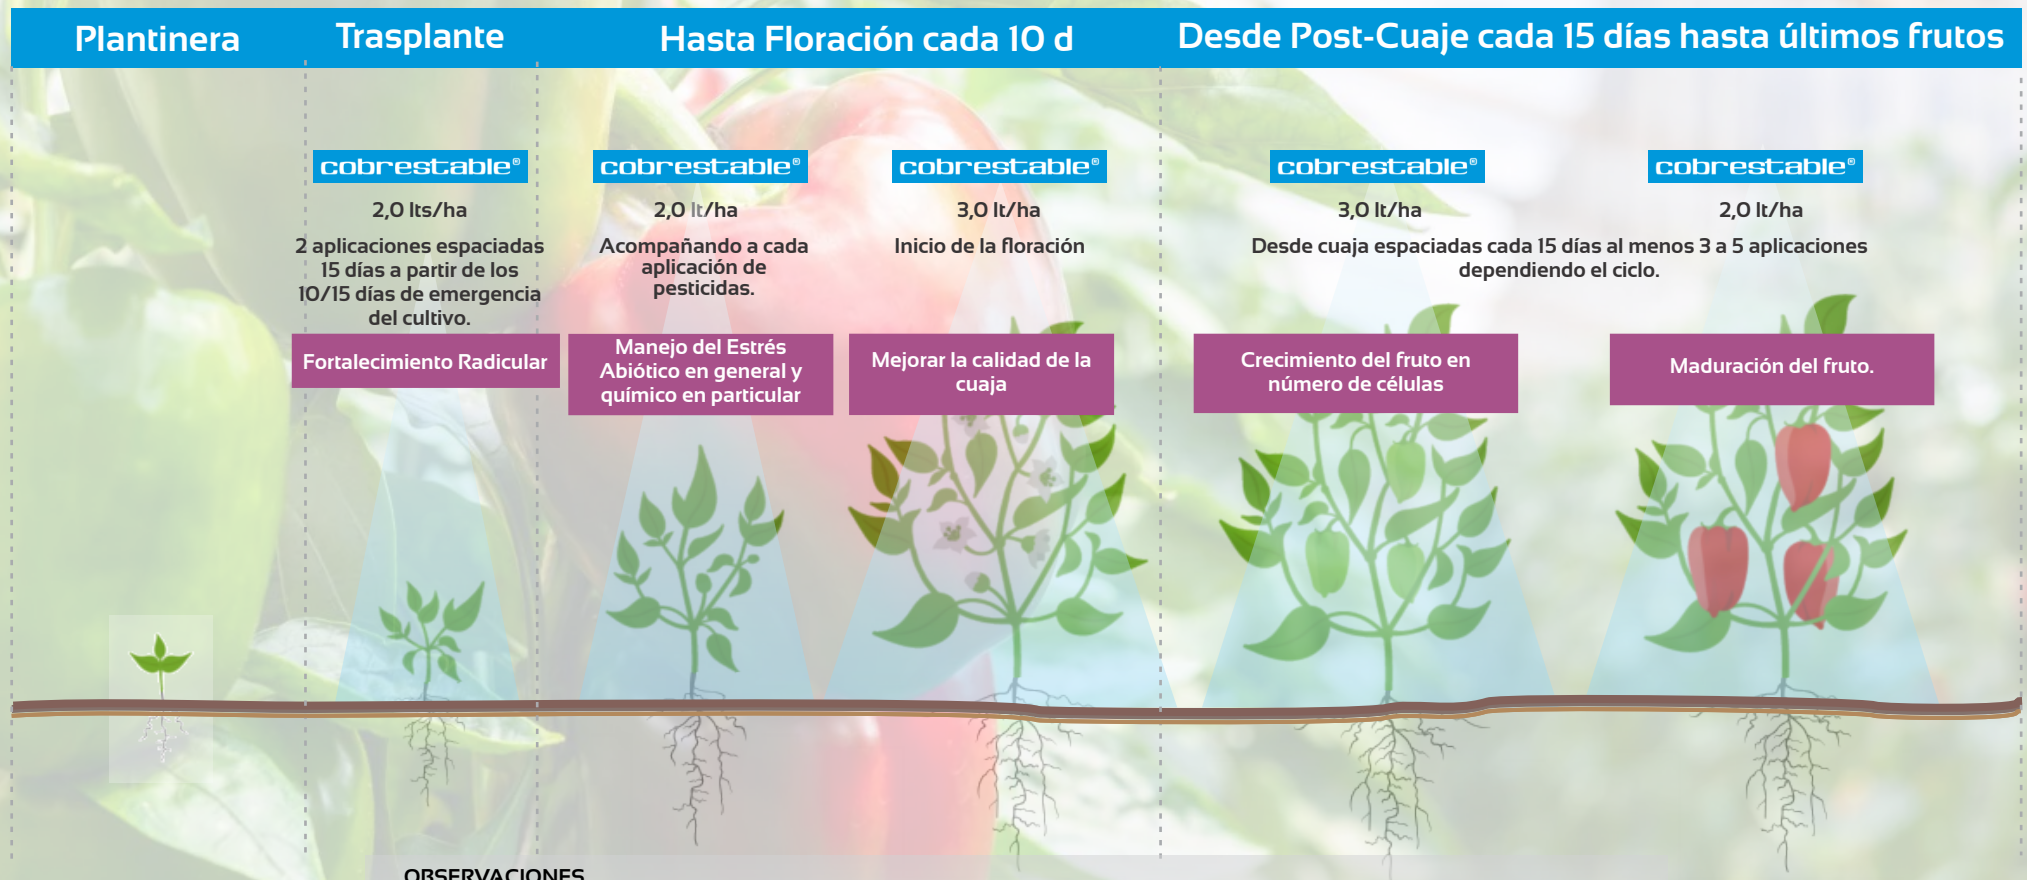 Plantinera
Trasplante
Hasta Floración cada 10 d
Desde Post-Cuaje cada 15 días hasta últimos frutos
cobrestable®
2,0 lts/ha
2 aplicaciones espaciadas
15 días a partir de los
10/15 días de emergencia
del cultivo.
Fortalecimiento Radicular
cobrestable®
2,0 lt/ha
Acompañando a cada
aplicación de
pesticidas.
Manejo del Estrés
Abiótico en general y
químico en particular
cobrestable®
3,0 lt/ha
Inicio de la floración
Mejorar la calidad de la
cuaja
cobrestable®
3,0 lt/ha
cobrestable®
2,0 lt/ha
Desde cuaja espaciadas cada 15 días al menos 3 a 5 aplicaciones
dependiendo el ciclo.
Crecimiento del fruto en
número de células
Maduración del fruto.
OBSERVACIONES